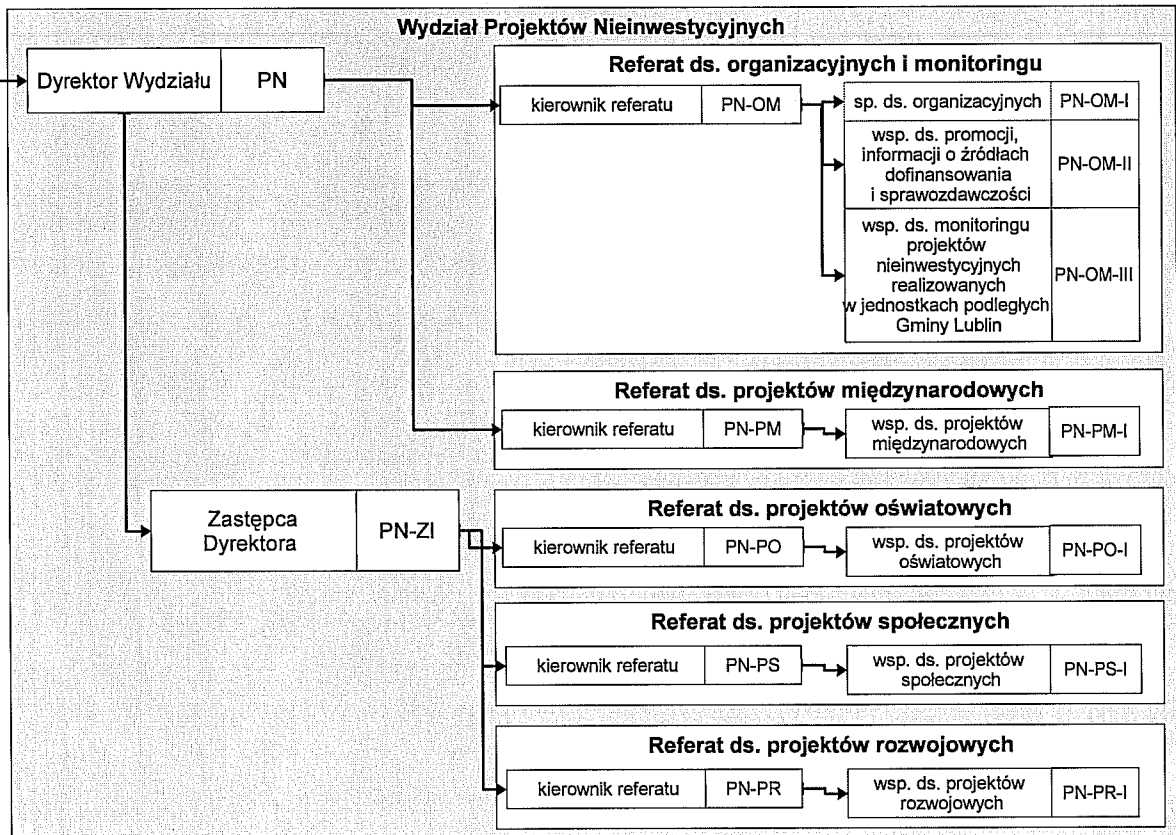 Wydział Projektów Nieinwestycyjnych
Dyrektor Wydziału
PN
Referat ds. organizacyjnych i monitoringu
kierownik referatu
PN-OM
sp. ds. organizacyjnych
PN-OM-I
wsp. ds. promocji,
informacji o źródłach
dofinansowania
i sprawozdawczości
PN-OM-II
wsp. ds. monitoringu
projektów
nieinwestycyjnych
realizowanych
w jednostkach podległych
Gminy Lublin
PN-OM-III
Referat ds. projektów międzynarodowych
kierownik referatu
PN-PM
wsp. ds. projektów
międzynarodowych
PN-PM-I
Zastępca
Dyrektora
PN-ZI
Referat ds. projektów oświatowych
kierownik referatu
PN-PO
wsp. ds. projektów
oświatowych
PN-PO-I
Referat ds. projektów społecznych
kierownik referatu
PN-PS
wsp. ds. projektów
społecznych
PN-PS-I
Referat ds. projektów rozwojowych
kierownik referatu
PN-PR
wsp. ds. projektów
rozwojowych
PN-PR-I